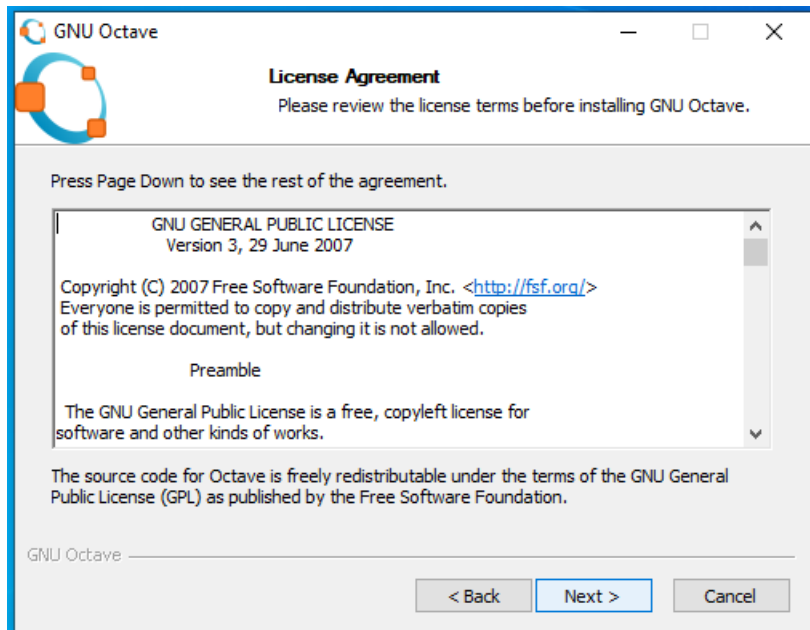 GNU Octave
License Agreement
Please review the license terms before installing GNU Octave.
Press Page Down to see the rest of the agreement.
GNU GENERAL PUBLIC LICENSE
Version 3, 29 June 2007
Copyright (C) 2007 Free Software Foundation, Inc. <http://fsf.org/>
Everyone is permitted to copy and distribute verbatim copies
of this license document, but changing it is not allowed.
Preamble
The GNU General Public License is a free, copyleft license for
software and other kinds of works.
The source code for Octave is freely redistributable under the terms of the GNU General
Public License (GPL) as published by the Free Software Foundation.
GNU Octave
< Back Next > Cancel